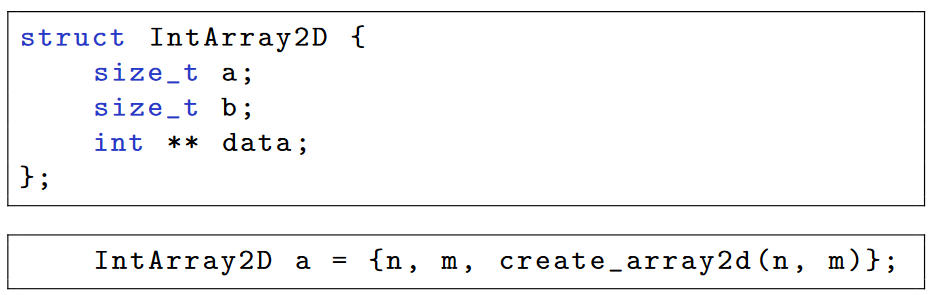 struct IntArray2D {
    size_t a;
    size_t b;
    int ** data;
};
    IntArray2D a = {n, m, create_array2d(n, m)};